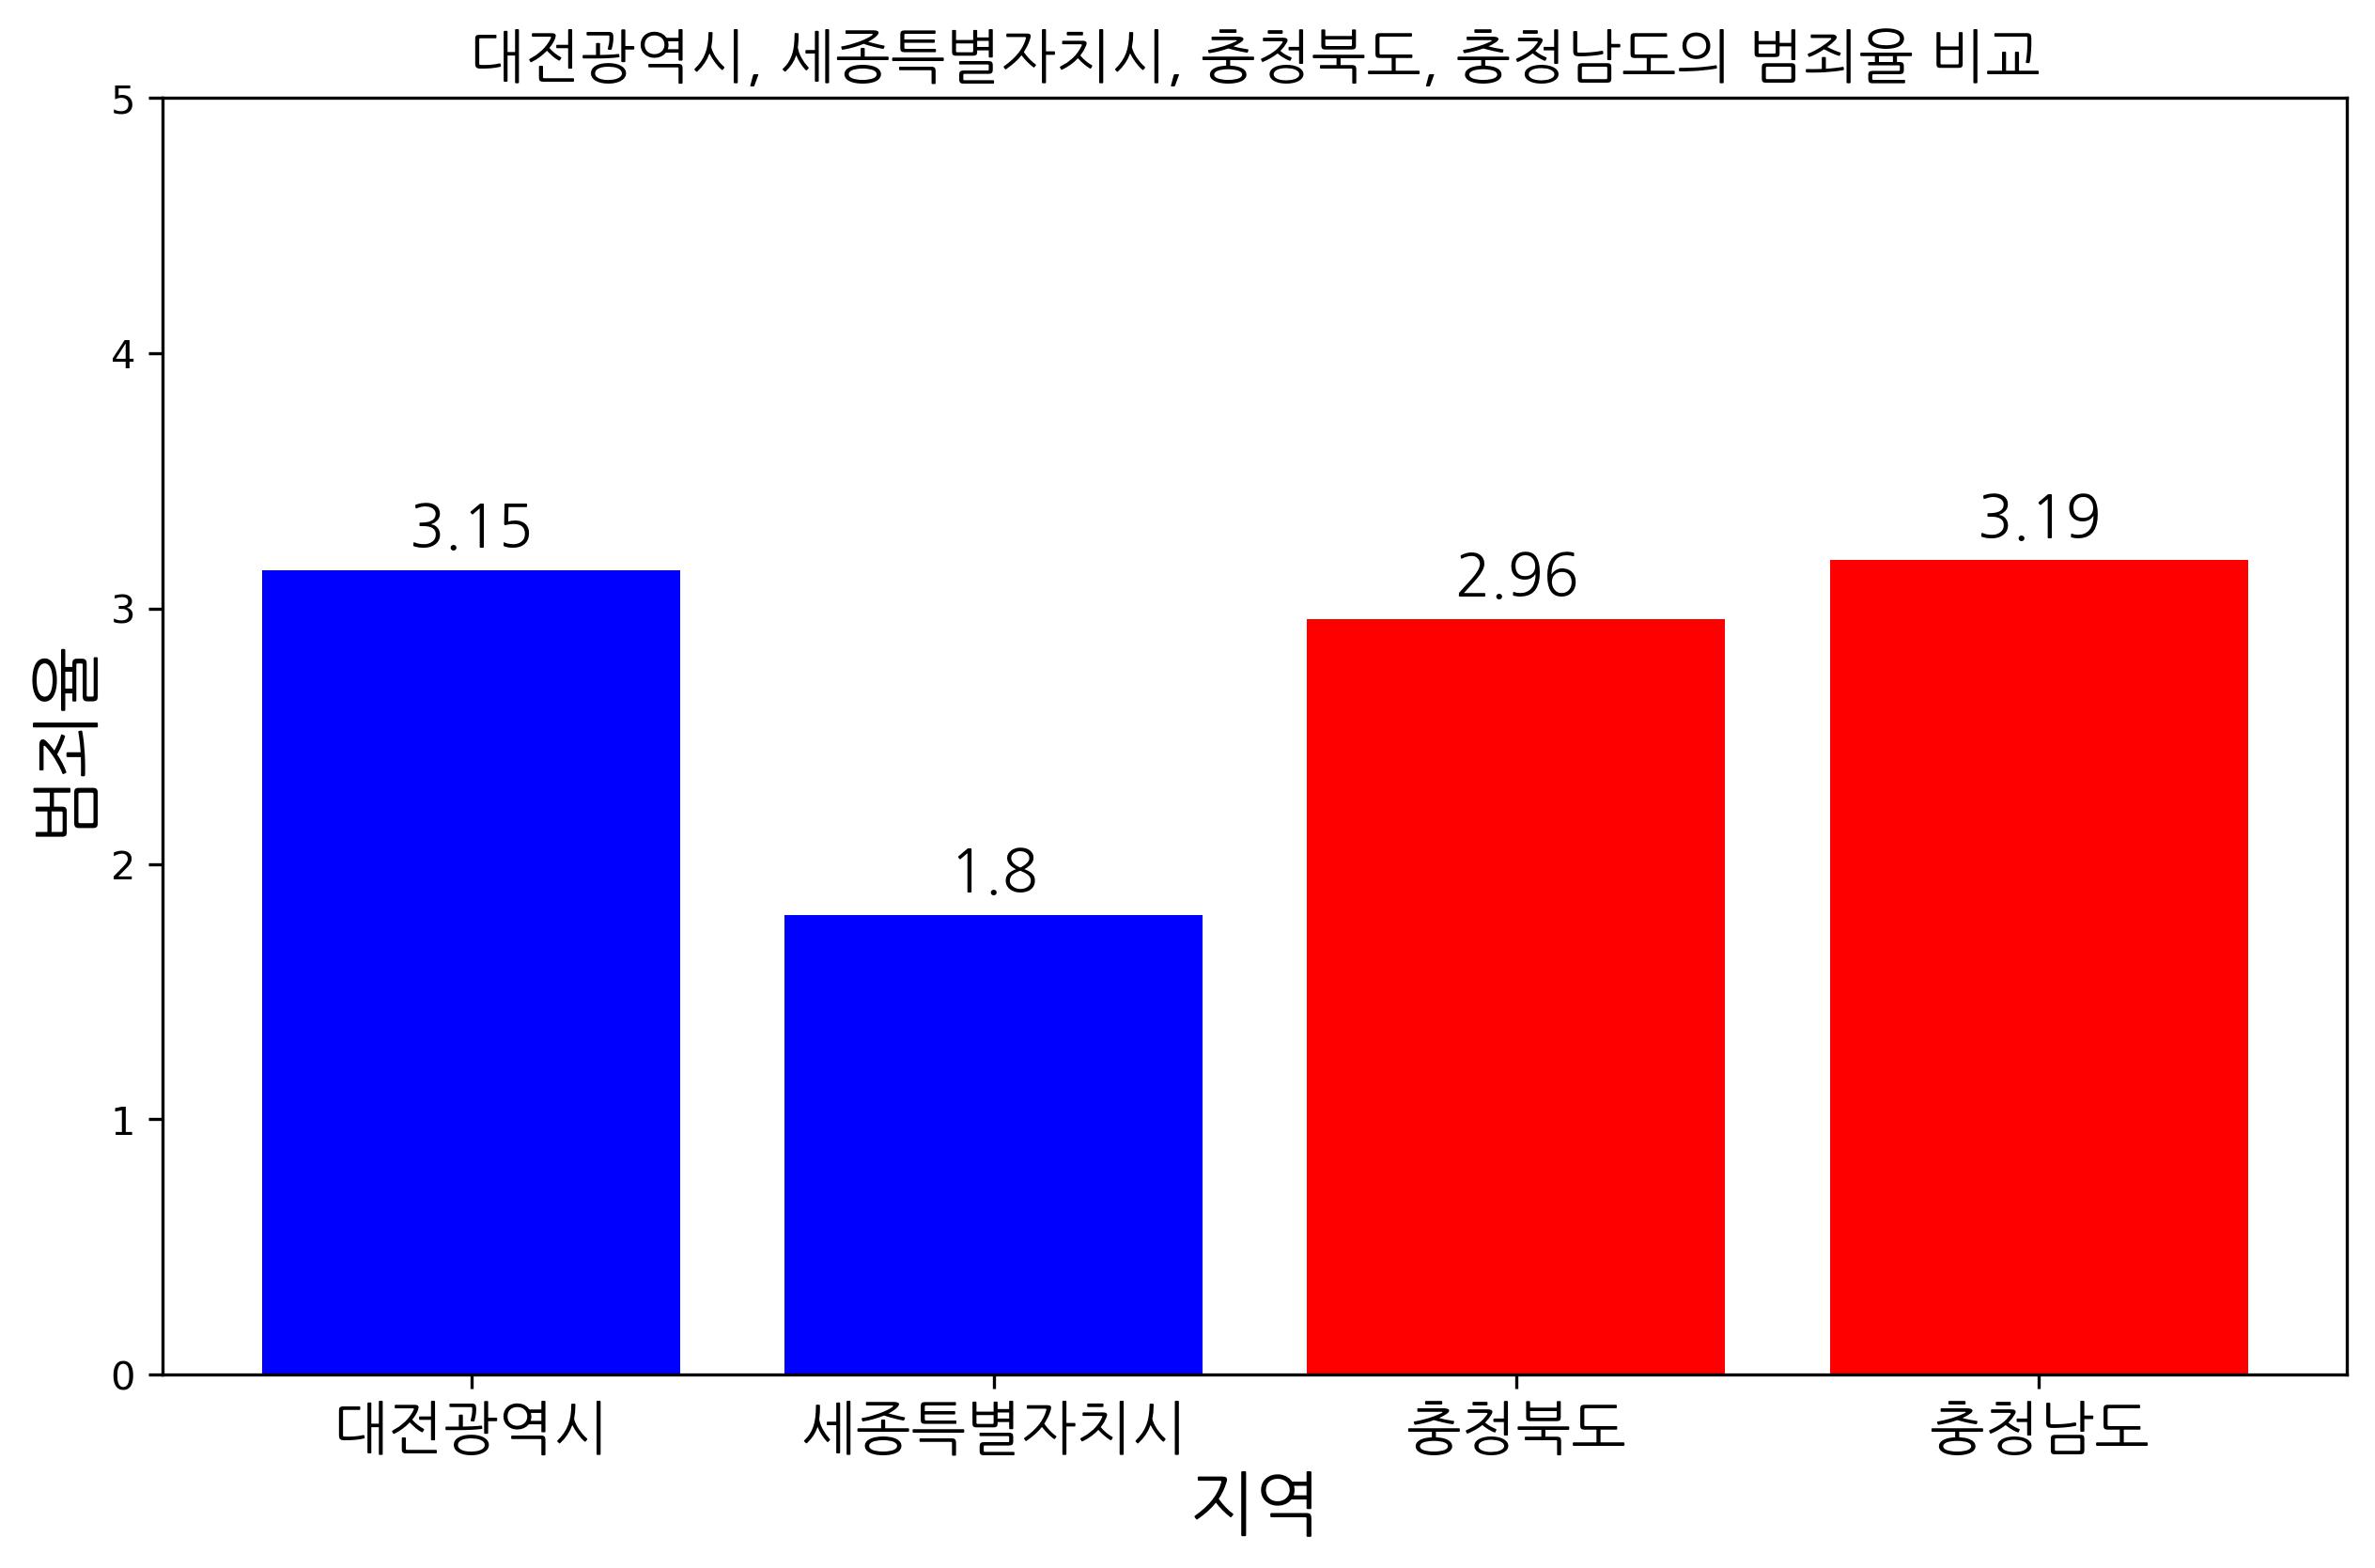 대전광역시, 세종특별자치시, 충청북도, 충청남도의 범죄율 비교
5
4
3
2
1
0
범죄율
3.15
1.8
2.96
3.19
대전광역시
세종특별자치시
충청북도
충청남도
지역